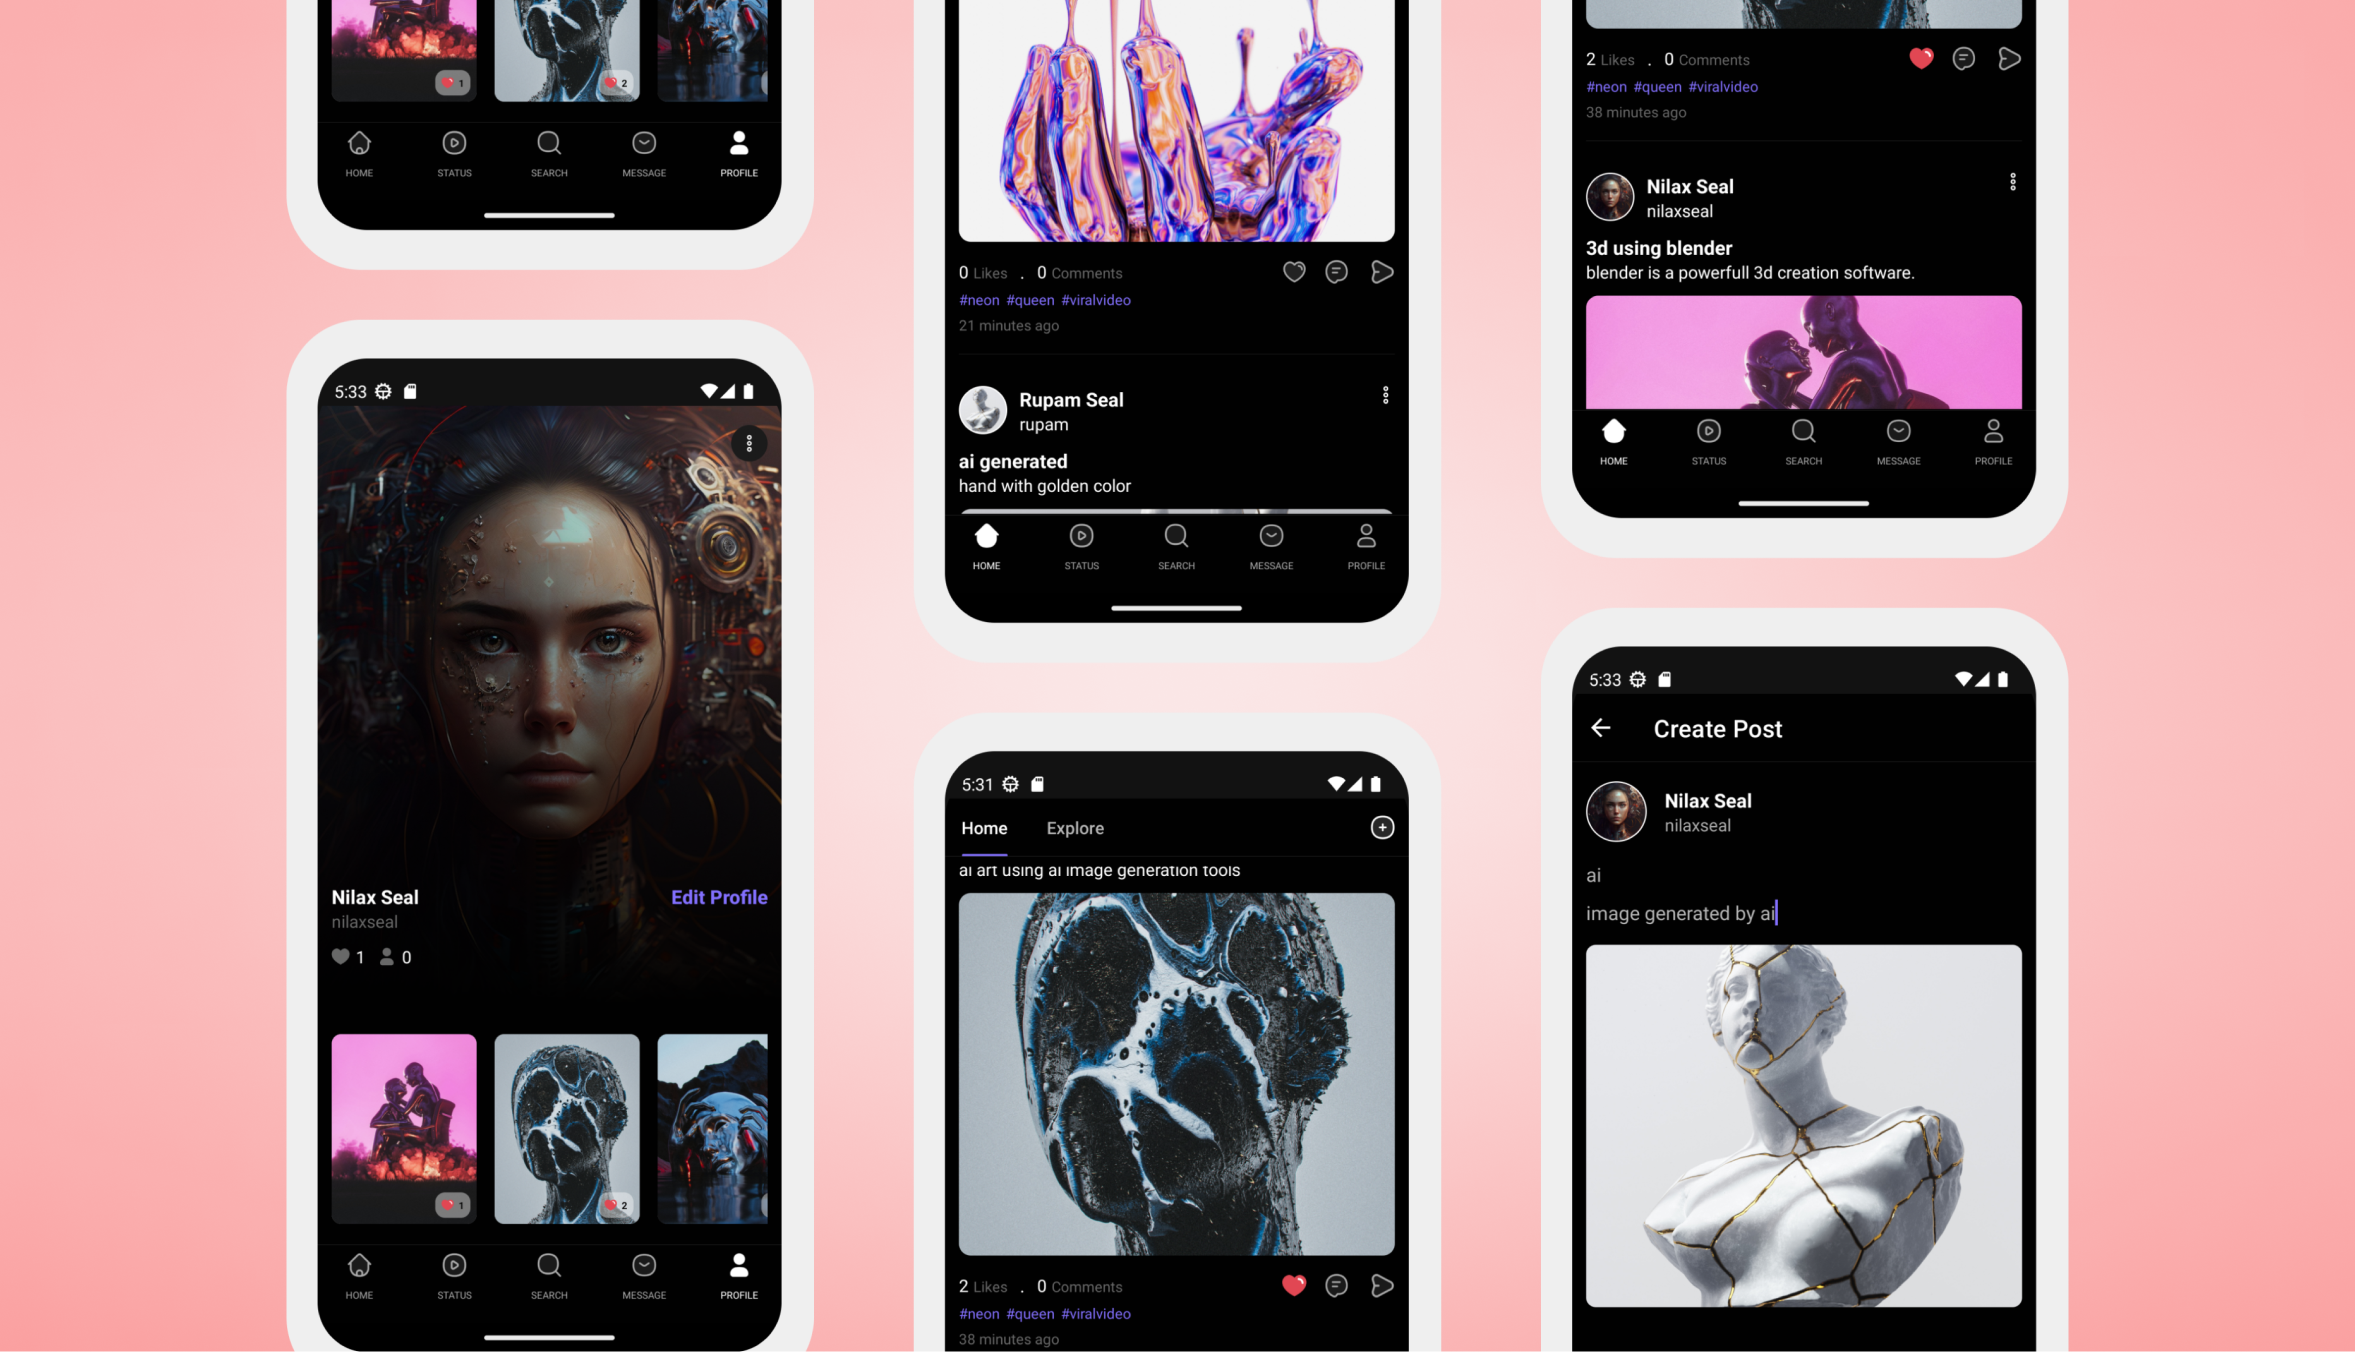 1
2
HOME STATUS SEARCH MESSAGE PROFILE
5:33
Nilax Seal
Edit Profile
nilaxseal
1 0
1
2
HOME STATUS SEARCH MESSAGE PROFILE
0 Likes . 0 Comments
#neon #queen #viralvideo
21 minutes ago
Rupam Seal
rupam
ai generated
hand with golden color
HOME STATUS SEARCH MESSAGE PROFILE
5:31
Home Explore
ai art using ai image generation tools
2 Likes . 0 Comments
#neon #queen #viralvideo
38 minutes ago
2 Likes . 0 Comments
#neon #queen #viralvideo
38 minutes ago
Nilax Seal
nilaxseal
3d using blender
blender is a powerfull 3d creation software.
HOME STATUS SEARCH MESSAGE PROFILE
5:33
Create Post
Nilax Seal
nilaxseal
ai
image generated by ai